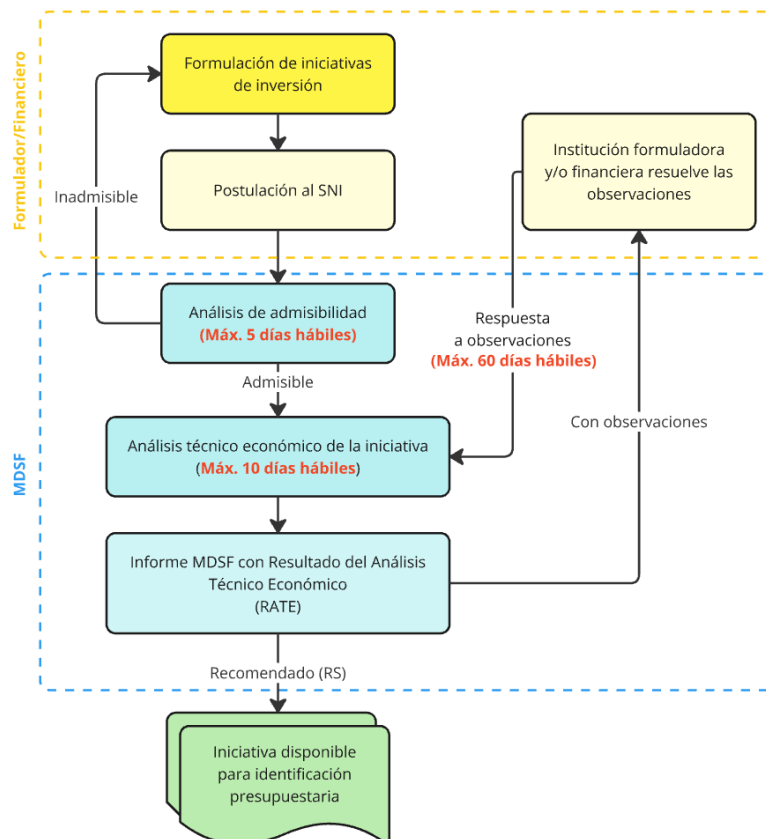 Formulador/Financiero
Formulación de iniciativas
de inversión
Postulación al SNI
Inadmisible
Institución formuladora
y/o financiera resuelve las
observaciones
MDSF
Análisis de admisibilidad
(Máx. 5 días hábiles)
Admisible
Respuesta
a observaciones
(Máx. 60 días hábiles)
Con observaciones
Análisis técnico económico de la iniciativa
(Máx. 10 días hábiles)
Informe MDSF con Resultado del Análisis
Técnico Económico
(RATE)
Recomendado (RS)
Iniciativa disponible
para identificación
presupuestaria